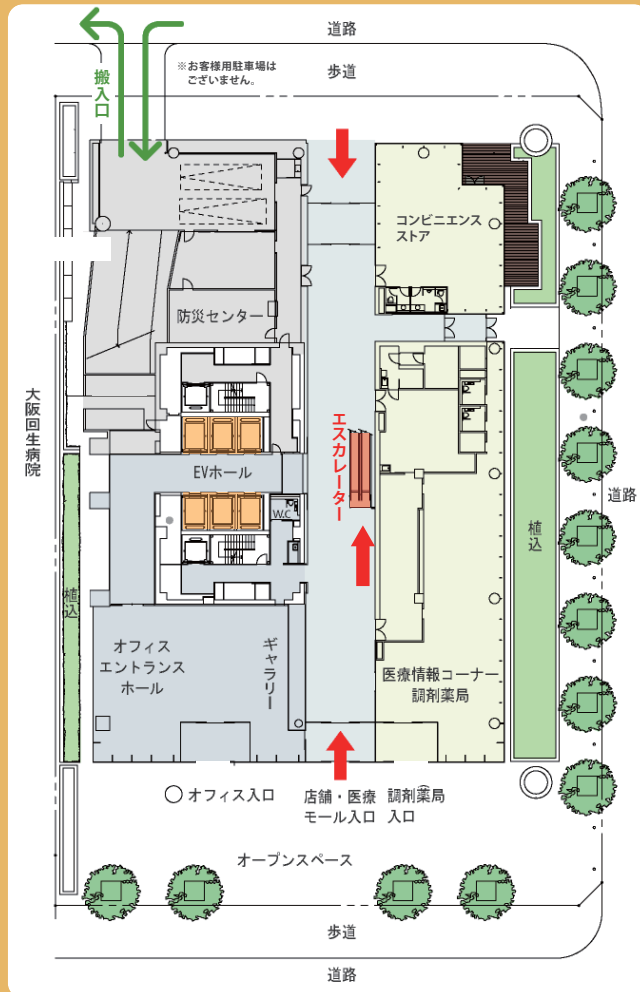 道路
※お客様用駐車場は
ございません。
歩道
搬入口
コンビニエンス
ストア
防災センター
大阪回生病院
エスカレーター
EVホール
W.C
道路
植込
植込
オフィス
エントランス
ホール
ギャラリー
医療情報コーナー
調剤薬局
オフィス入口
店舗・医療
モール入口
調剤薬局
入口
オープンスペース
歩道
道路